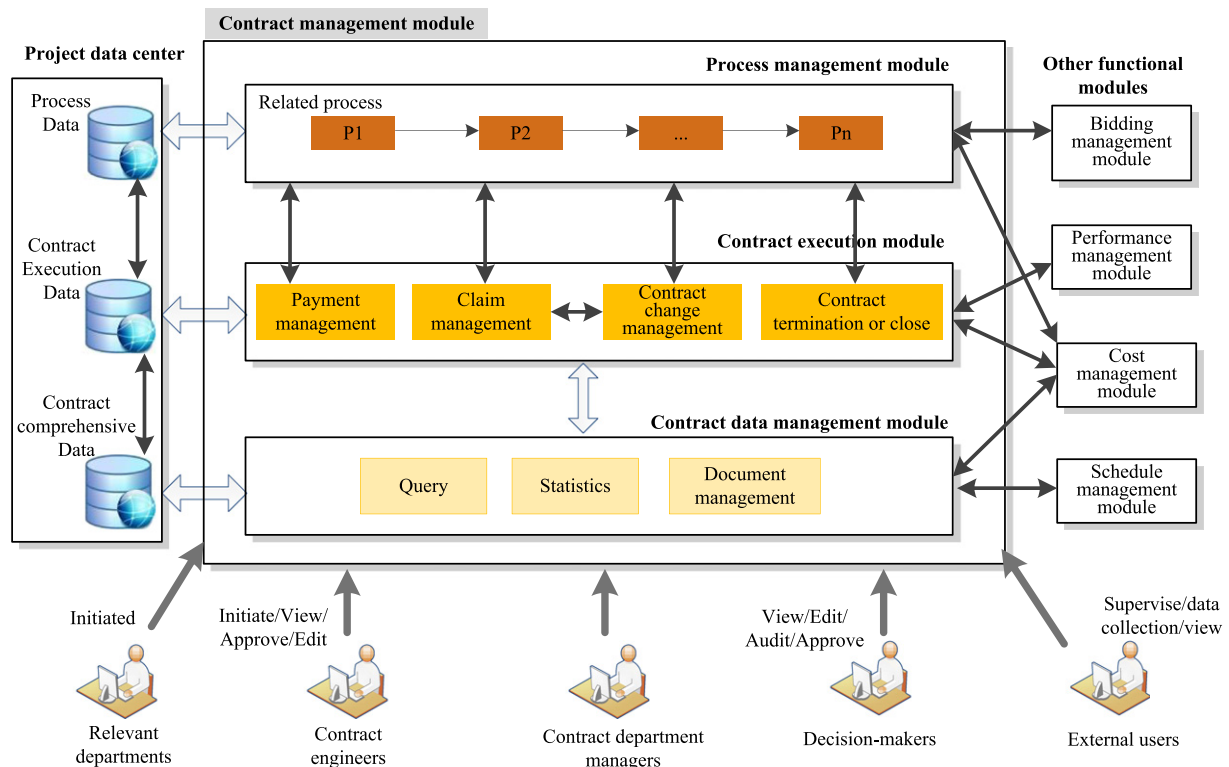 Contract management module
Project data center
Process management module
Other functional
modules
Process
Data
Related process
P1
P2
...
Pn
Bidding
management
module
Contract
Execution
Data
Contract execution module
Performance
management
module
Payment
management
Claim
management
Contract
change
management
Contract
termination or close
Cost
management
module
Contract
comprehensive
Data
Contract data management module
Query
Statistics
Document
management
Schedule
management
module
Initiated
Initiate/View/
Approve/Edit
View/Edit/
Audit/Approve
Supervise/data
collection/view
Relevant
departments
Contract
engineers
Contract department
managers
Decision-makers
External users